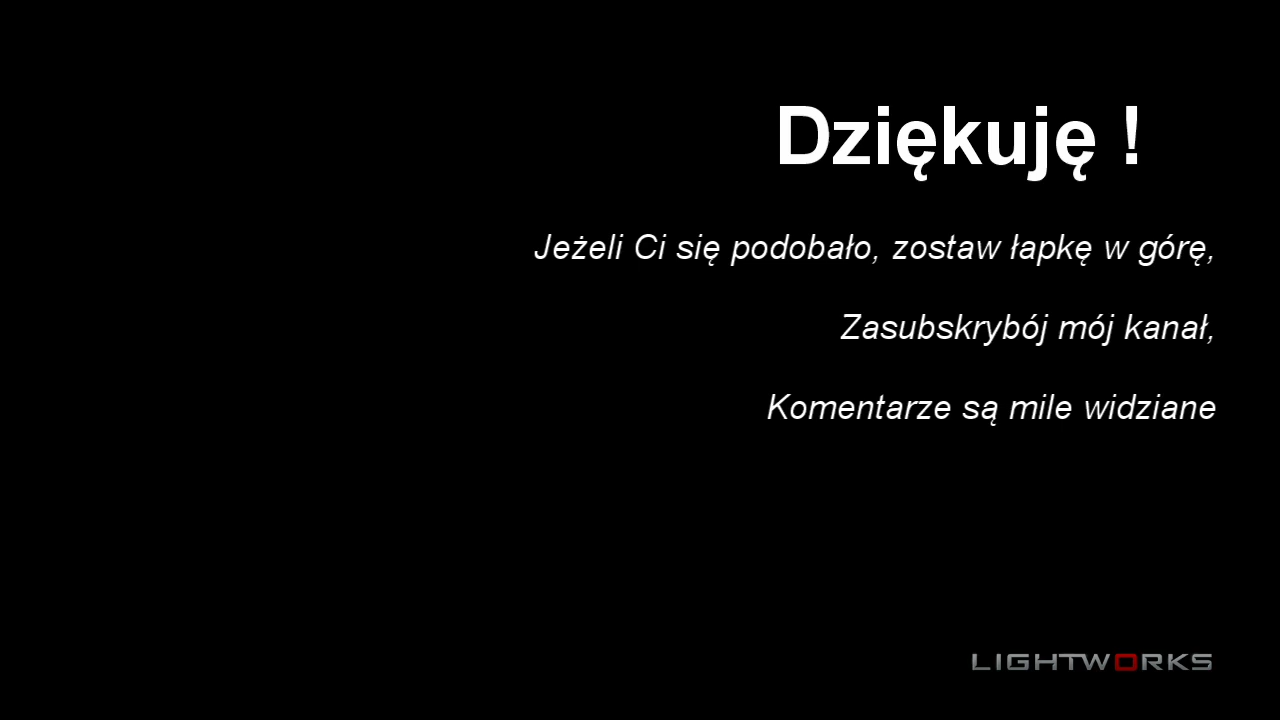 Dziękuję !
Jeżeli Ci się podobało, zostaw łapkę w górę,
Zasubskrybój mój kanał,
Komentarze są mile widziane
LIGHTWORKS